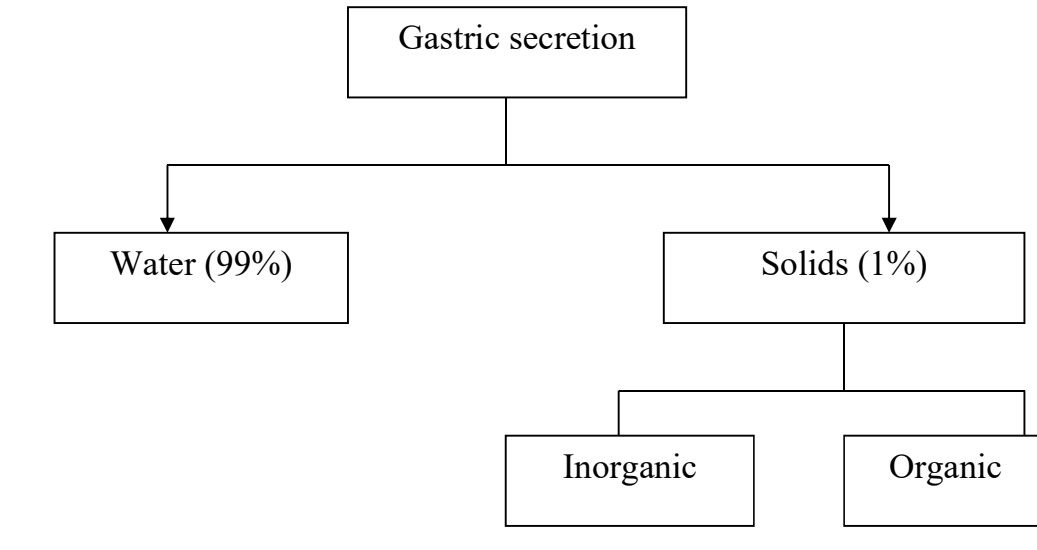 Gastric secretion
Water (99%)
Solids (1%)
Inorganic
Organic